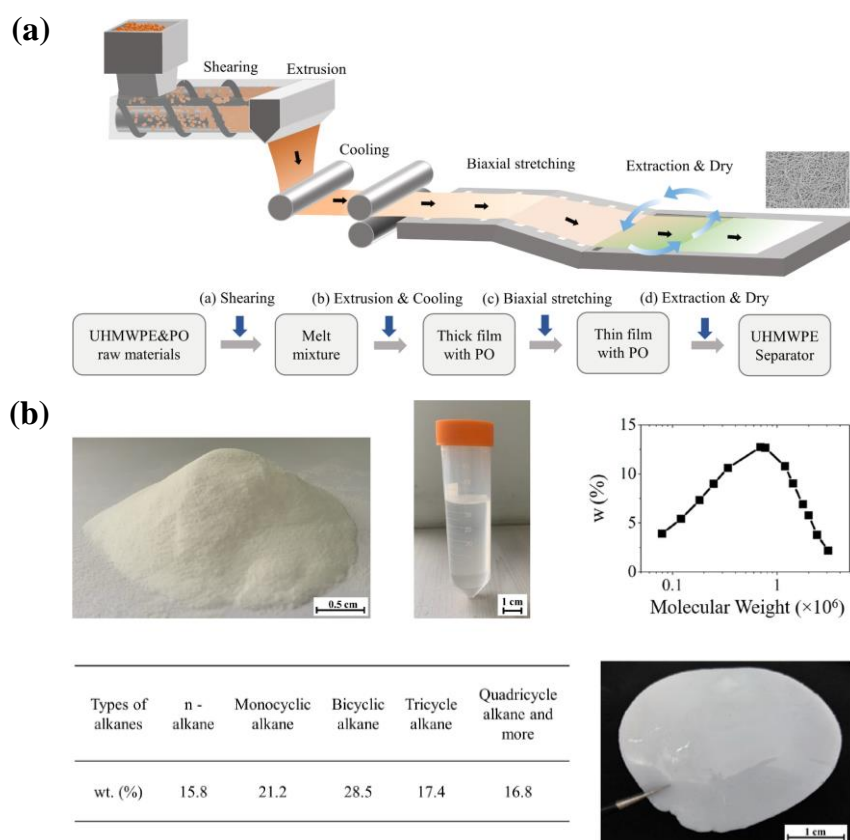 (a)
Shearing
Extrusion
Cooling
Biaxial stretching
Extraction & Dry
(a) Shearing
(b) Extrusion & Cooling
(c) Biaxial stretching
(d) Extraction & Dry
UHMWPE&PO
raw materials
Melt
mixture
Thick film
with PO
Thin film
with PO
UHMWPE
Separator
(b)
0.5 cm
1 cm
15
10
5
0
w (%)
0.1
1
Molecular Weight (×10⁶)
Types of
alkanes
n -
alkane
Monocyclic
alkane
Bicyclic
alkane
Tricycle
alkane
Quadricycle
alkane and
more
wt. (%)
15.8
21.2
28.5
17.4
16.8
1 cm